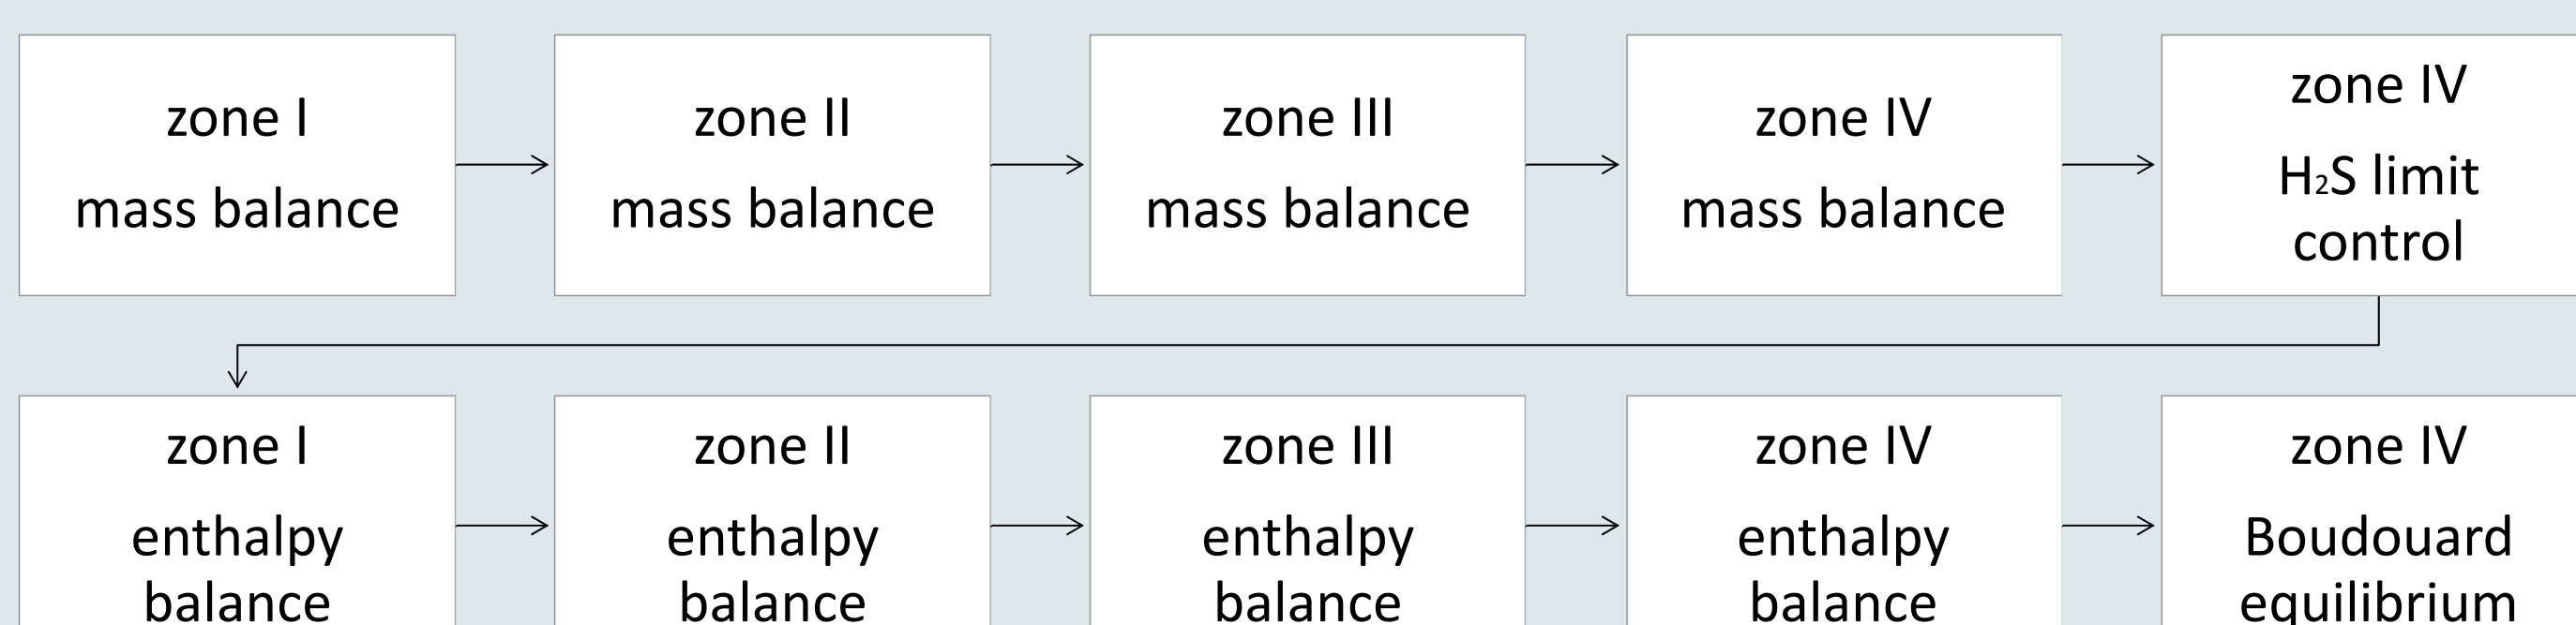 zone I
mass balance
zone II
mass balance
zone III
mass balance
zone IV
mass balance
zone IV
H₂S limit
control
zone I
enthalpy
balance
zone II
enthalpy
balance
zone III
enthalpy
balance
zone IV
enthalpy
balance
zone IV
Boudouard
equilibrium